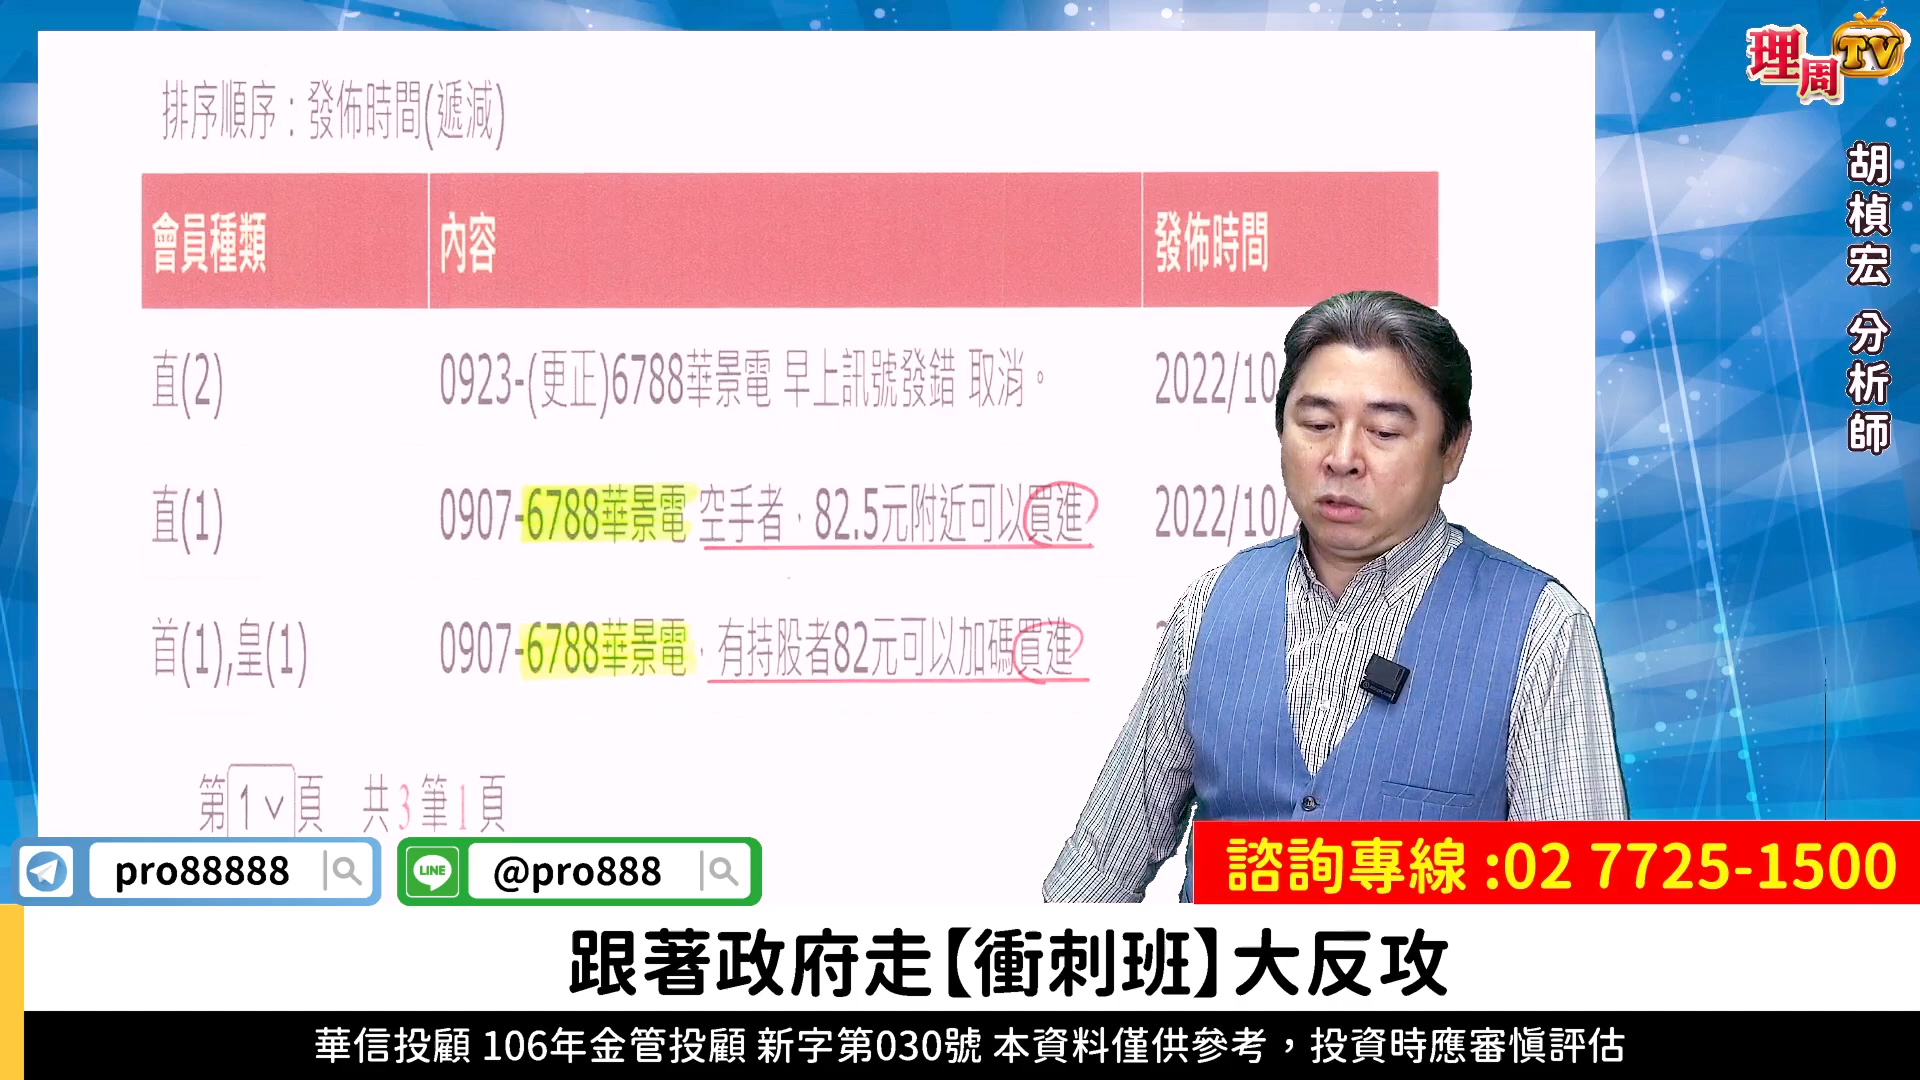 理周TV
胡楨宏 分析師
排序順序：發佈時間(遞減)
會員種類 內容 發佈時間
直(2) 0923-(更正)6788華景電 早上訊號發錯 取消。 2022/10
直(1) 0907-6788華景電 空手者，82.5元附近可以買進 2022/10/
首(1),皇(1) 0907-6788華景電，有持股者82元可以加碼買進
第1頁 共3筆1頁
pro88888
LINE @pro888
諮詢專線:02 7725-1500
跟著政府走【衝刺班】大反攻
華信投顧 106年金管投顧 新字第030號 本資料僅供參考，投資時應審慎評估